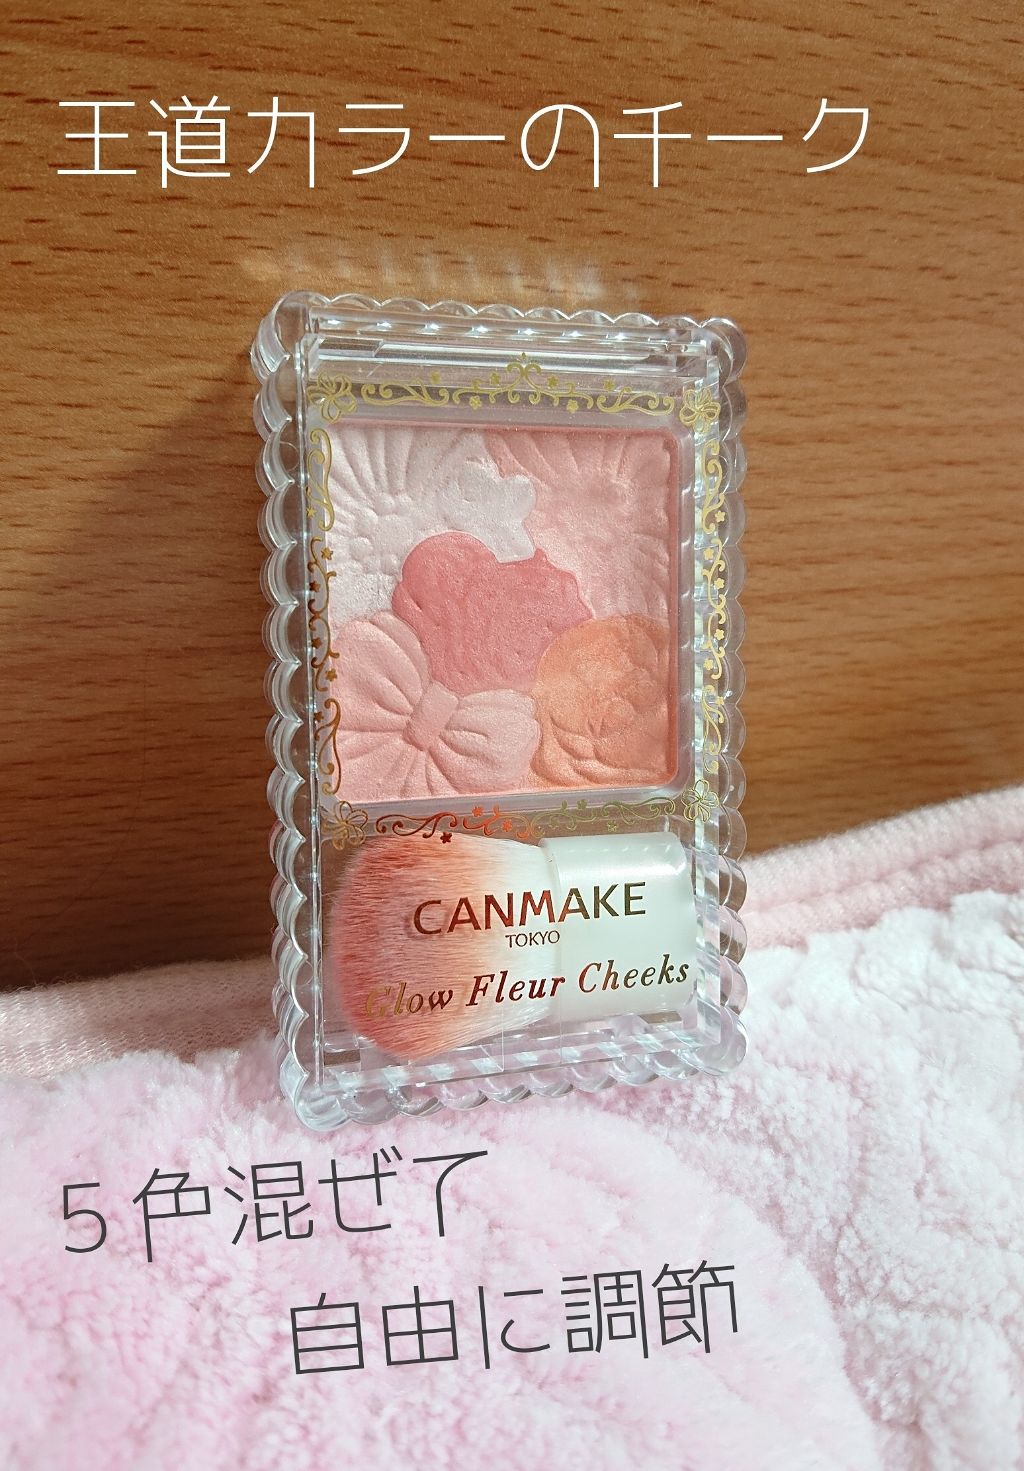 王道カラーのチーク
CANMAKE
TOKYO
Glow Fleur Cheeks
５色混ぜて
自由に調節